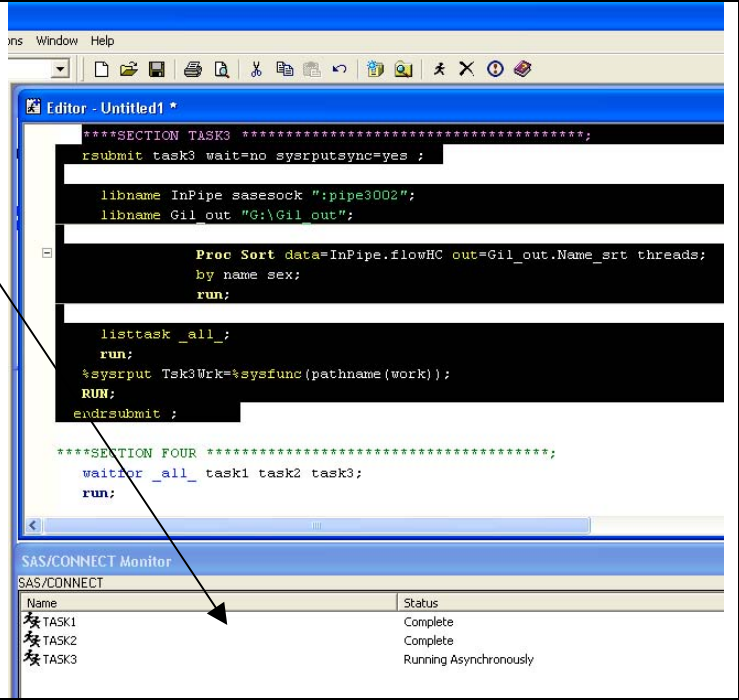 ons Window Help
Editor - Untitled1 *
****SECTION TASK3 ***************************************;
rsubmit task3 wait=no sysrputsync=yes ;
libname InPipe sasesock ":pipe3002";
libname Gil_out "G:\Gil_out";
Proc Sort data=InPipe.flowHC out=Gil_out.Name_srt threads;
by name sex;
run;
listtask _all_;
run;
%sysrput Tsk3Wrk=%sysfunc(pathname(work));
RUN;
endrsubmit ;
****SECTION FOUR ***************************************;
waitfor _all_ task1 task2 task3;
run;
SAS/CONNECT Monitor
SAS/CONNECT
Name Status
TASK1 Complete
TASK2 Complete
TASK3 Running Asynchronously